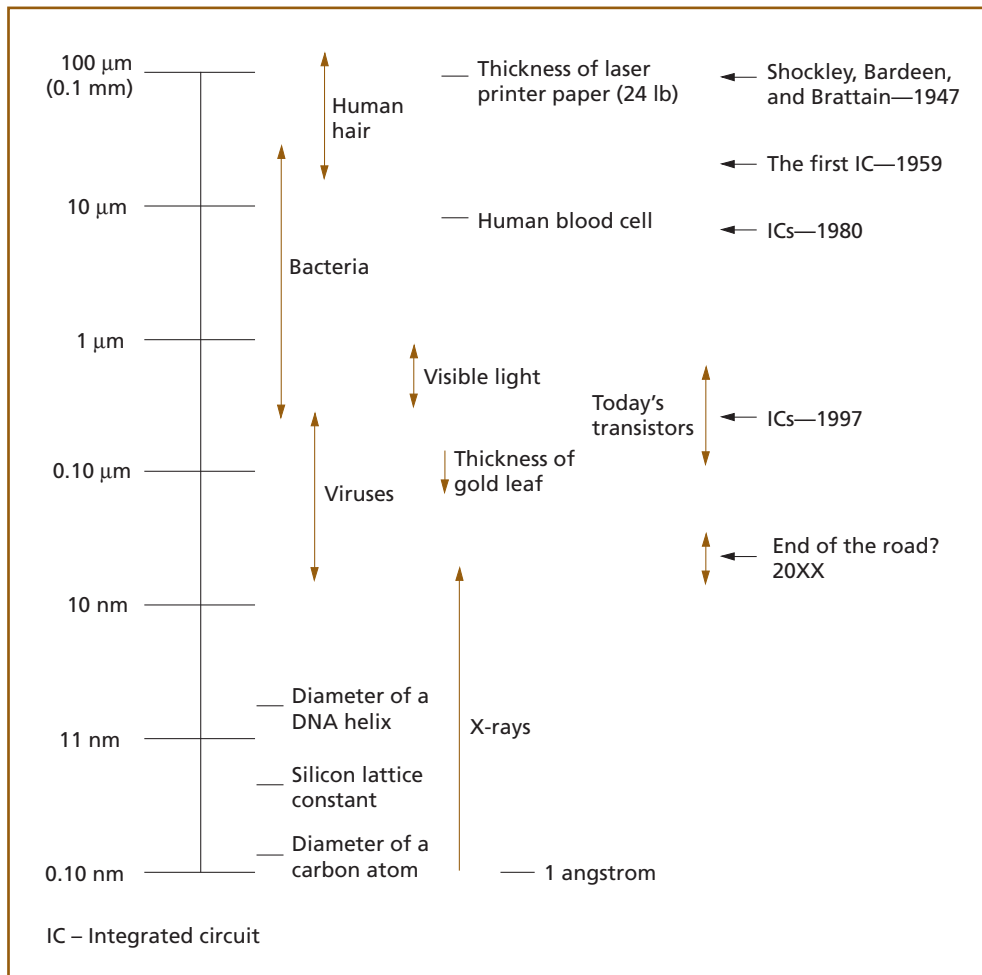 100 μm
(0.1 mm)
Human
hair
Thickness of laser
printer paper (24 lb)
Shockley, Bardeen,
and Brattain—1947
The first IC—1959
10 μm
Human blood cell
ICs—1980
Bacteria
1 μm
Visible light
Today's
transistors
ICs—1997
0.10 μm
Viruses
Thickness of
gold leaf
End of the road?
20XX
10 nm
Diameter of a
DNA helix
X-rays
11 nm
Silicon lattice
constant
Diameter of a
carbon atom
0.10 nm
1 angstrom
IC – Integrated circuit